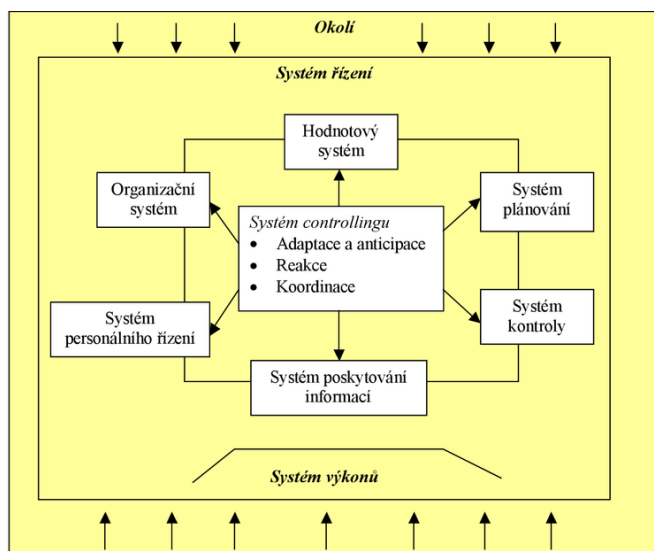 Okolí
Systém řízení
Hodnotový
systém
Organizační
systém
Systém
plánování
Systém controllingu
• Adaptace a anticipace
• Reakce
• Koordinace
Systém
personálního řízení
Systém
kontroly
Systém poskytování
informací
Systém výkonů